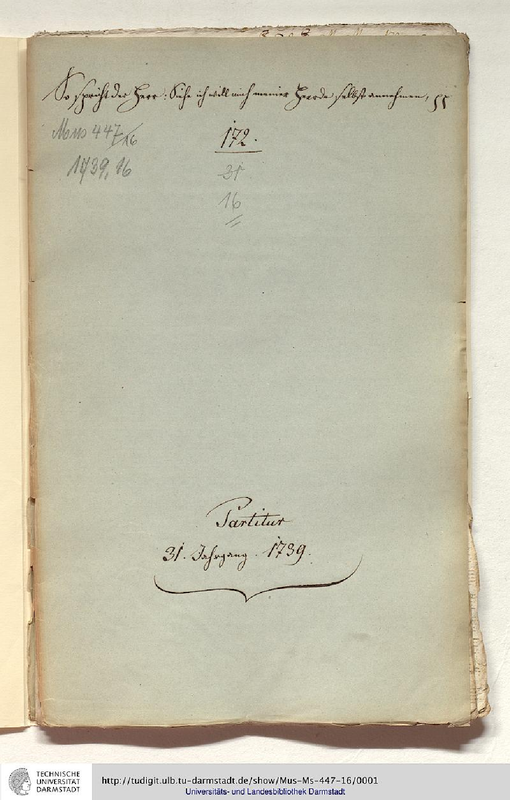 So spricht der Herr: Siehe ich will mich meiner Heerde selbst annehmen,
Mus 447/16
172.
1739, 16
31
16
Partitur
31. Jahrgang. 1739.
TECHNISCHE
UNIVERSITÄT
DARMSTADT
http://tudigit.ulb.tu-darmstadt.de/show/Mus-Ms-447-16/0001
Universitäts- und Landesbibliothek Darmstadt